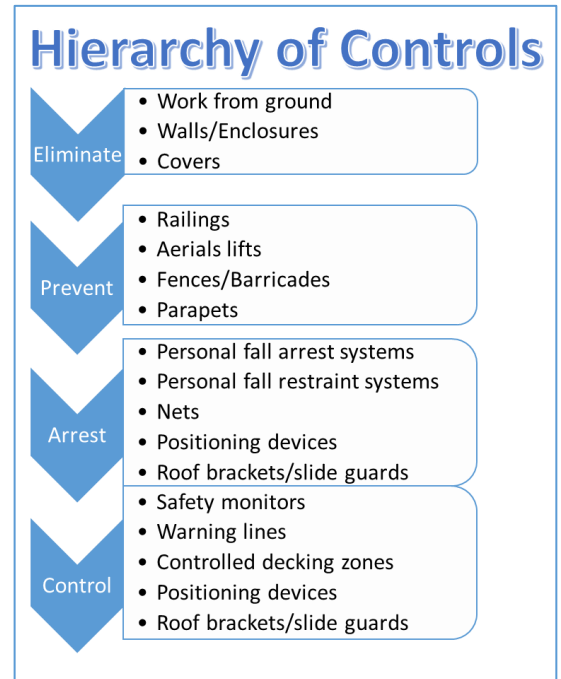 Hierarchy of Controls
Eliminate
• Work from ground
• Walls/Enclosures
• Covers
Prevent
• Railings
• Aerials lifts
• Fences/Barricades
• Parapets
Arrest
• Personal fall arrest systems
• Personal fall restraint systems
• Nets
• Positioning devices
• Roof brackets/slide guards
Control
• Safety monitors
• Warning lines
• Controlled decking zones
• Positioning devices
• Roof brackets/slide guards